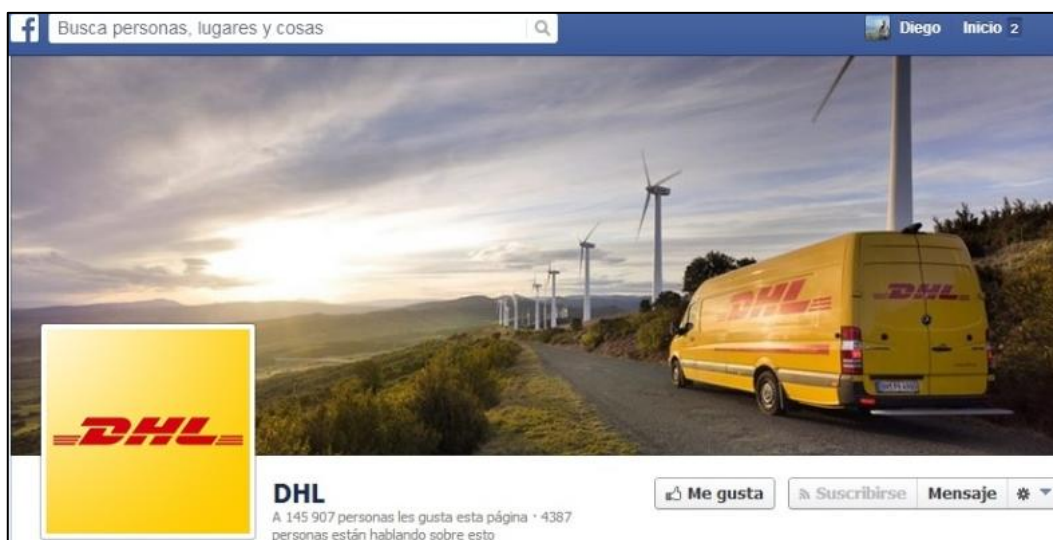 f Busca personas, lugares y cosas Diego Inicio 2
DHL DHL
DHL
DHL Me gusta Suscribirse Mensaje
A 145 907 personas les gusta esta página · 4387
personas están hablando sobre esto